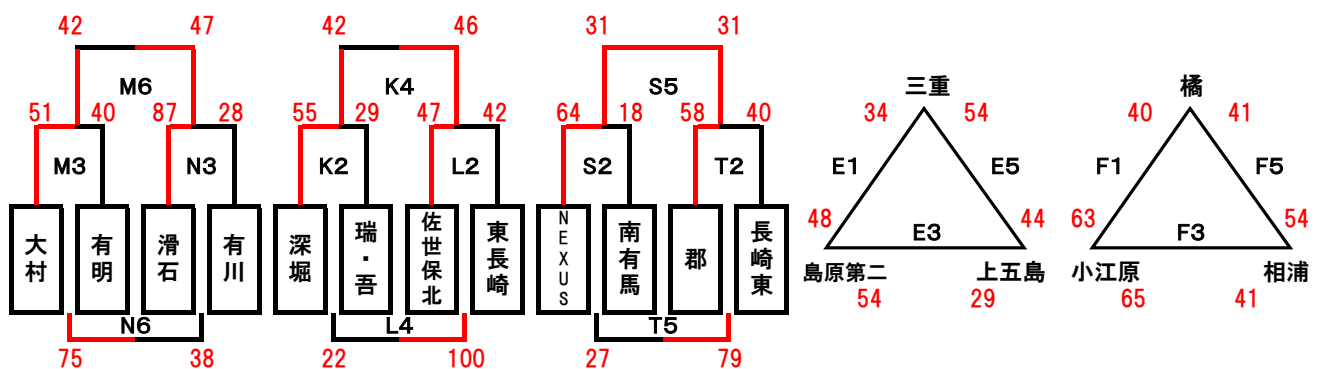 42 47 42 46 31 31
M6 K4 S5
51 40 87 28 55 29 47 42 64 18 58 40
M3 N3 K2 L2 S2 T2
大村 有明 滑石 有川 深堀 瑞・吾 佐世保北 東長崎 NEXUS 南有馬 郡 長崎東
N6 L4 T5
75 38 22 100 27 79
三重
34 54
E1 E5
48 44
E3
島原第二 上五島
54 29
橘
40 41
F1 F5
63 54
F3
小江原 相浦
65 41